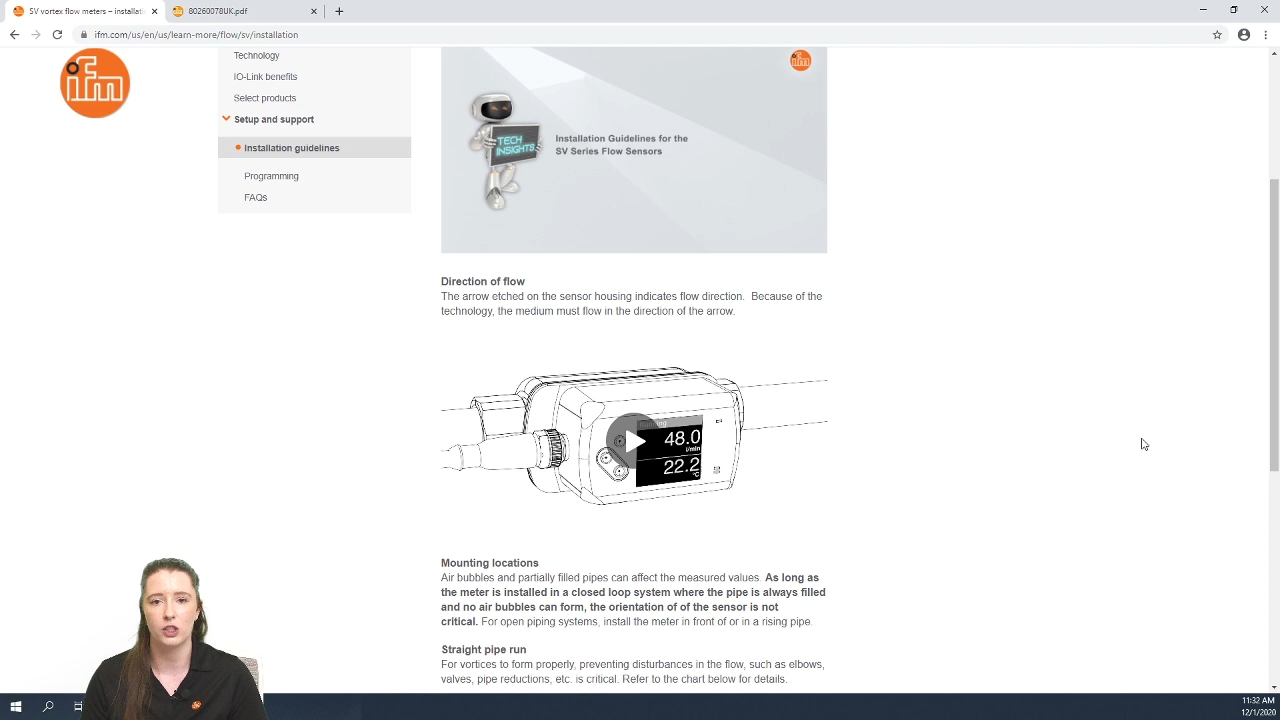 SV vortex flow meters – installati
80260078UK.pdf
ifm.com/us/en/us/learn-more/flow/sv/installation
ifm
Technology
IO-Link benefits
Select products
Setup and support
Installation guidelines
Programming
FAQs
TECH
INSIGHTS
Installation Guidelines for the
SV Series Flow Sensors
Direction of flow
The arrow etched on the sensor housing indicates flow direction. Because of the
technology, the medium must flow in the direction of the arrow.
Running
48.0
l/min
22.2
°C
Mounting locations
Air bubbles and partially filled pipes can affect the measured values. As long as
the meter is installed in a closed loop system where the pipe is always filled
and no air bubbles can form, the orientation of of the sensor is not
critical. For open piping systems, install the meter in front of or in a rising pipe.
Straight pipe run
For vortices to form properly, preventing disturbances in the flow, such as elbows,
valves, pipe reductions, etc. is critical. Refer to the chart below for details.
11:32 AM
12/1/2020